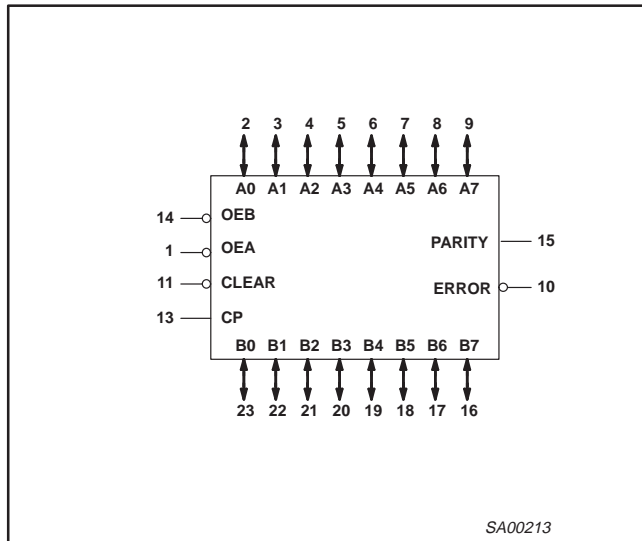 2 3 4 5 6 7 8 9
A0 A1 A2 A3 A4 A5 A6 A7
14 OEB
PARITY 15
1 OEA
11 CLEAR
ERROR 10
13 CP
B0 B1 B2 B3 B4 B5 B6 B7
23 22 21 20 19 18 17 16
SA00213